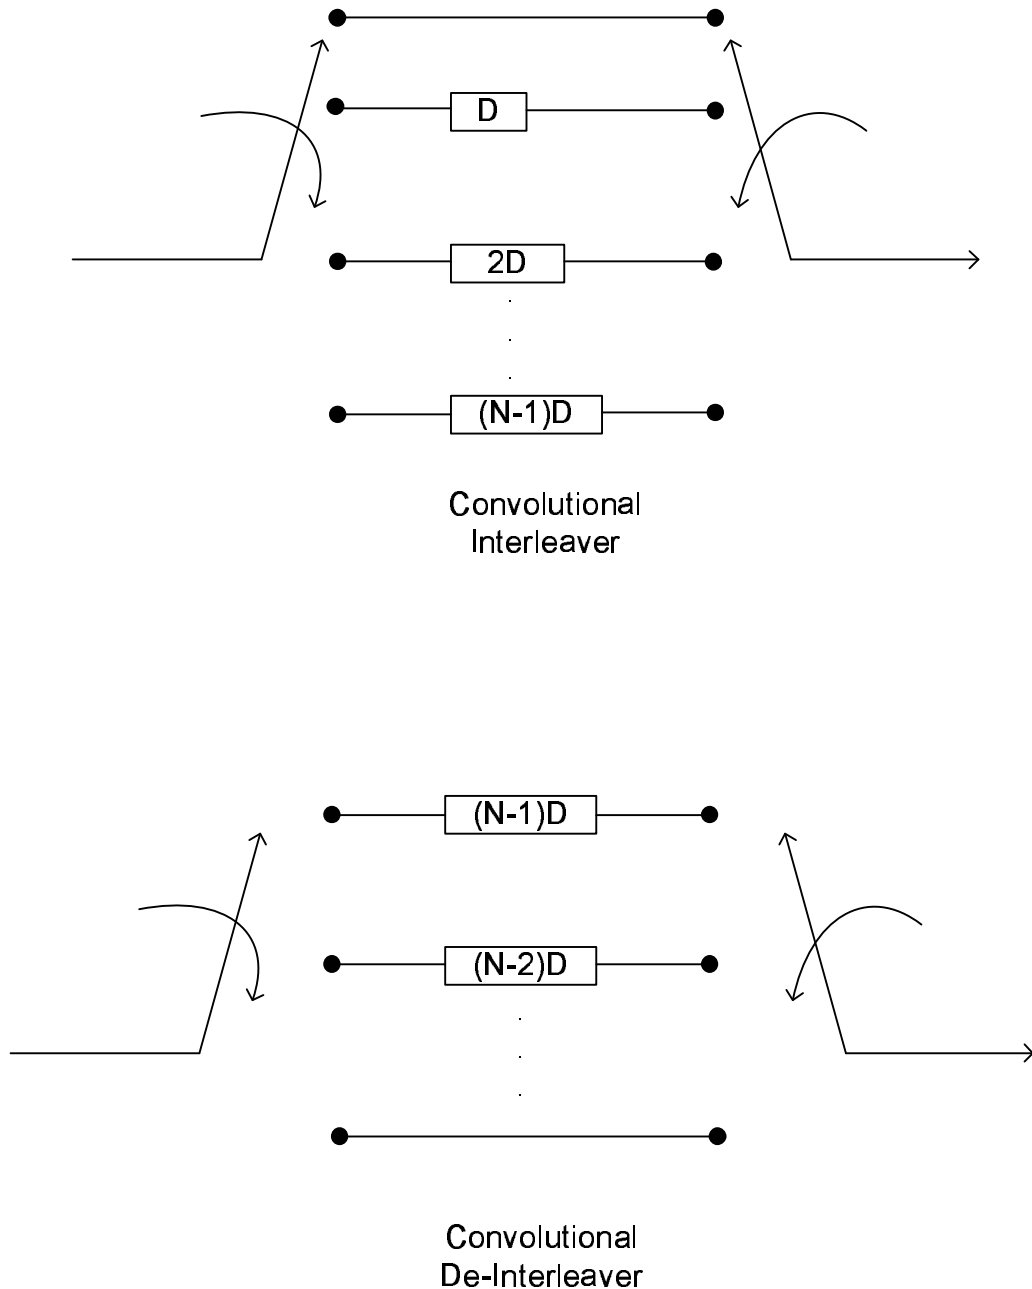 D
2D
(N-1)D
Convolutional
Interleaver
(N-1)D
(N-2)D
Convolutional
De-Interleaver